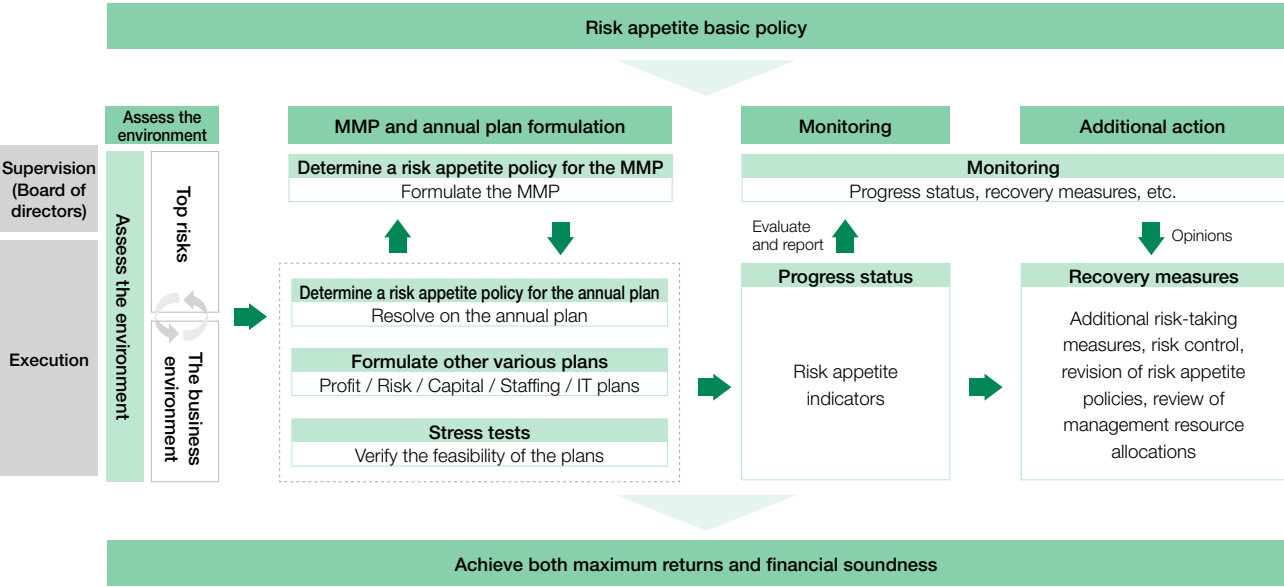 Risk appetite basic policy
Assess the
environment
MMP and annual plan formulation
Monitoring
Additional action
Supervision
(Board of
directors)
Execution
Assess the environment
Top risks
The business
environment
Determine a risk appetite policy for the MMP
Formulate the MMP
Determine a risk appetite policy for the annual plan
Resolve on the annual plan
Formulate other various plans
Profit / Risk / Capital / Staffing / IT plans
Stress tests
Verify the feasibility of the plans
Monitoring
Progress status, recovery measures, etc.
Evaluate
and report
Opinions
Progress status
Risk appetite
indicators
Recovery measures
Additional risk-taking
measures, risk control,
revision of risk appetite
policies, review of
management resource
allocations
Achieve both maximum returns and financial soundness